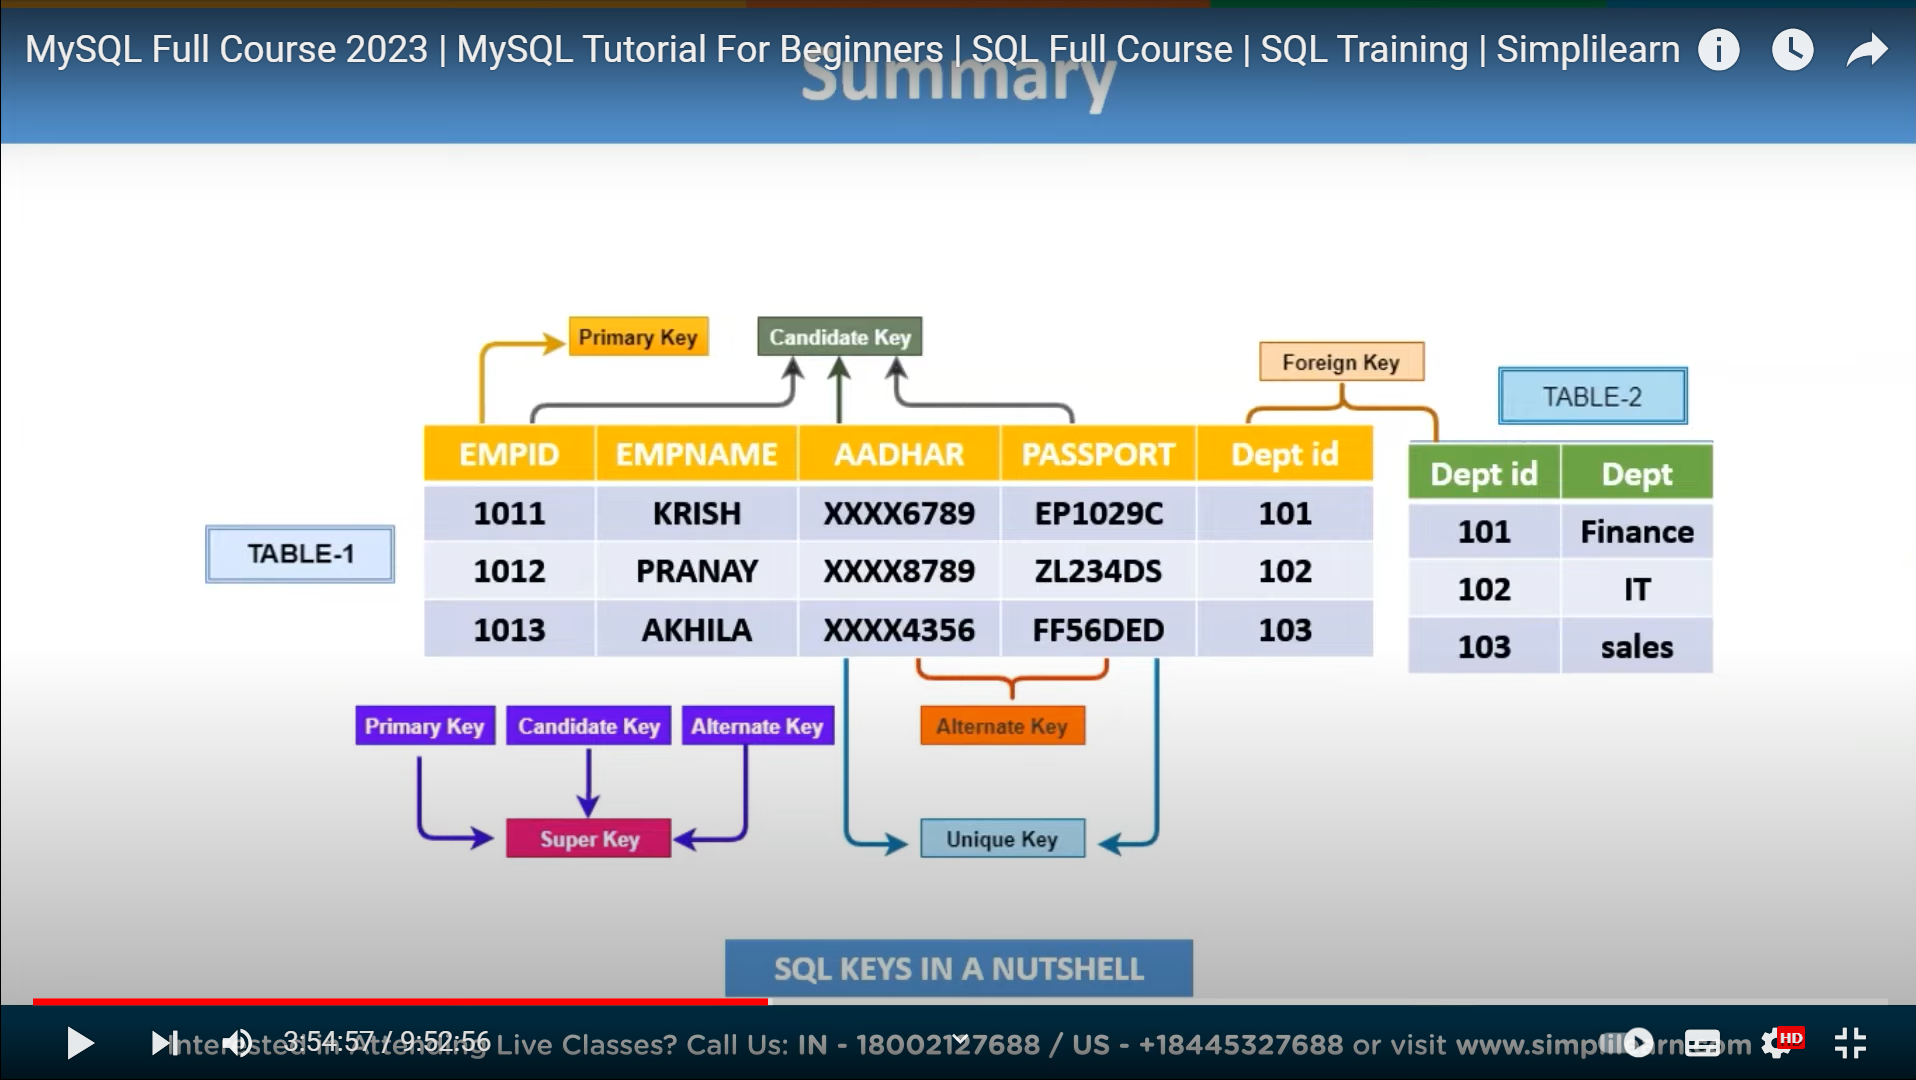 MySQL Full Course 2023 | MySQL Tutorial For Beginners | SQL Full Course | SQL Training | Simplilearn
Summary
Primary Key
Candidate Key
Foreign Key
TABLE-2
EMPID EMPNAME AADHAR PASSPORT Dept id
1011 KRISH XXXX6789 EP1029C 101
1012 PRANAY XXXX8789 ZL234DS 102
1013 AKHILA XXXX4356 FF56DED 103
TABLE-1
Dept id Dept
101 Finance
102 IT
103 sales
Primary Key Candidate Key Alternate Key
Alternate Key
Super Key
Unique Key
SQL KEYS IN A NUTSHELL
3:54:57 / 9:52:56
Interested in Attending Live Classes? Call Us: IN - 18002127688 / US - +18445327688 or visit www.simplilearn.com
HD